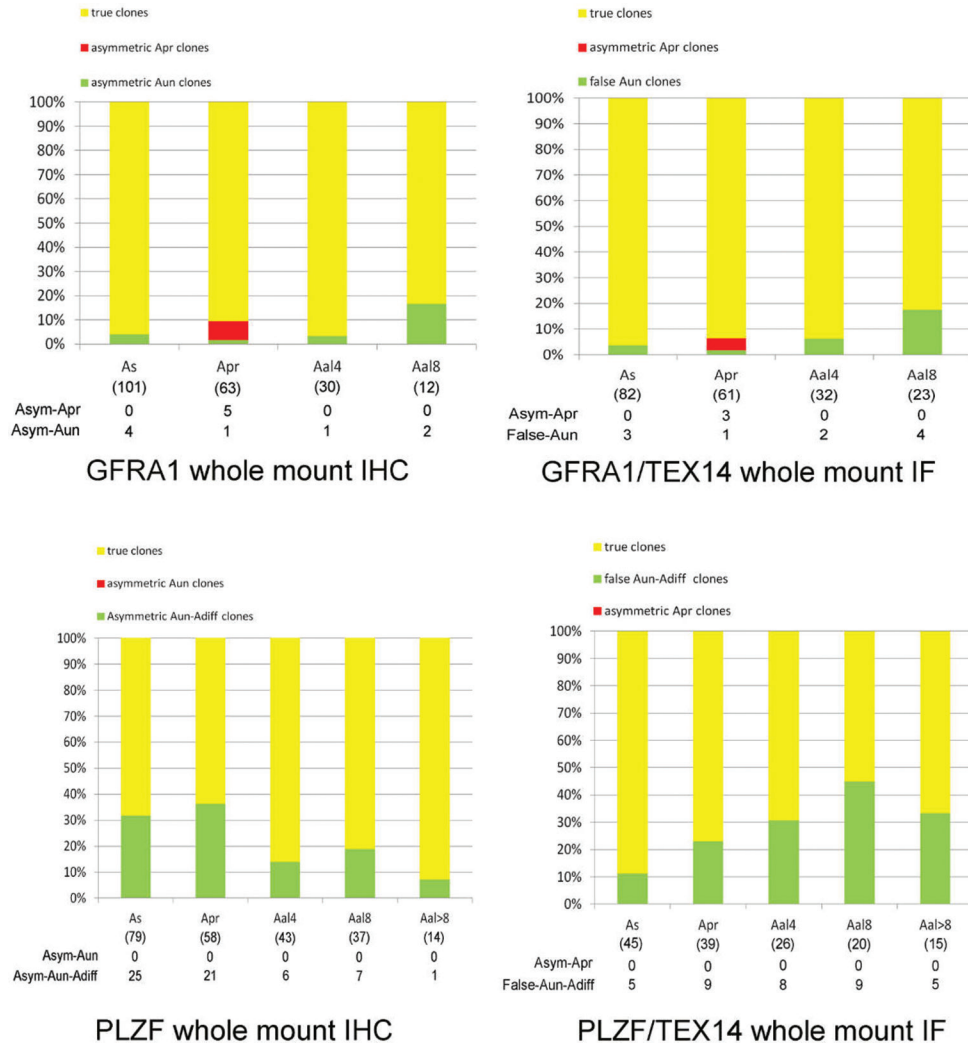 true clones
asymmetric Apr clones
asymmetric Aun clones
100%
90%
80%
70%
60%
50%
40%
30%
20%
10%
0%
As Apr Aal4 Aal8
(101) (63) (30) (12)
Asym-Apr 0 5 0 0
Asym-Aun 4 1 1 2
GFRA1 whole mount IHC
true clones
asymmetric Apr clones
false Aun clones
100%
90%
80%
70%
60%
50%
40%
30%
20%
10%
0%
As Apr Aal4 Aal8
(82) (61) (32) (23)
Asym-Apr 0 3 0 0
False-Aun 3 1 2 4
GFRA1/TEX14 whole mount IF
true clones
asymmetric Aun clones
Asymmetric Aun-Adiff clones
100%
90%
80%
70%
60%
50%
40%
30%
20%
10%
0%
As Apr Aal4 Aal8 Aal>8
(79) (58) (43) (37) (14)
Asym-Aun 0 0 0 0 0
Asym-Aun-Adiff 25 21 6 7 1
PLZF whole mount IHC
true clones
false Aun-Adiff clones
asymmetric Apr clones
100%
90%
80%
70%
60%
50%
40%
30%
20%
10%
0%
As Apr Aal4 Aal8 Aal>8
(45) (39) (26) (20) (15)
Asym-Apr 0 0 0 0 0
False-Aun-Adiff 5 9 8 9 5
PLZF/TEX14 whole mount IF